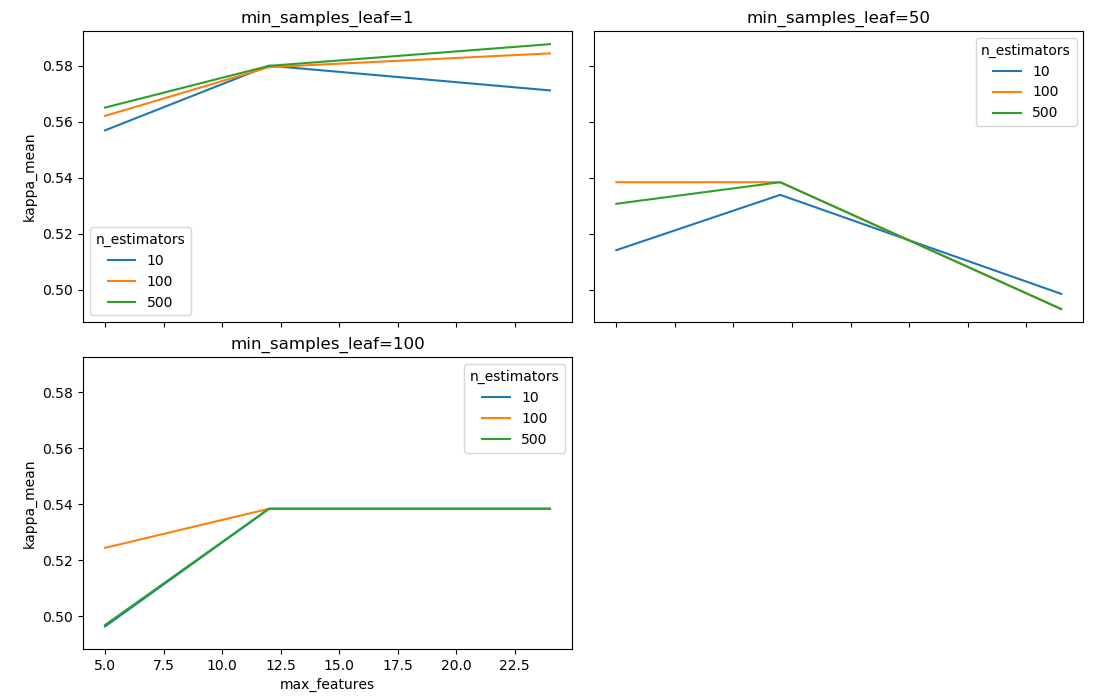 min_samples_leaf=1
kappa_mean
0.58
0.56
0.54
0.52
0.50
n_estimators
10
100
500
min_samples_leaf=50
n_estimators
10
100
500
min_samples_leaf=100
kappa_mean
0.58
0.56
0.54
0.52
0.50
n_estimators
10
100
500
5.0 7.5 10.0 12.5 15.0 17.5 20.0 22.5
max_features